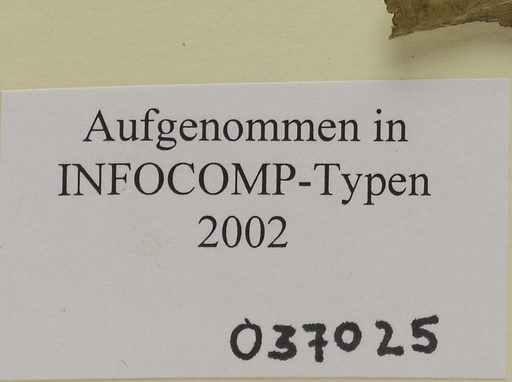 Aufgenommen in
INFOCOMP-Typen
2002
037025